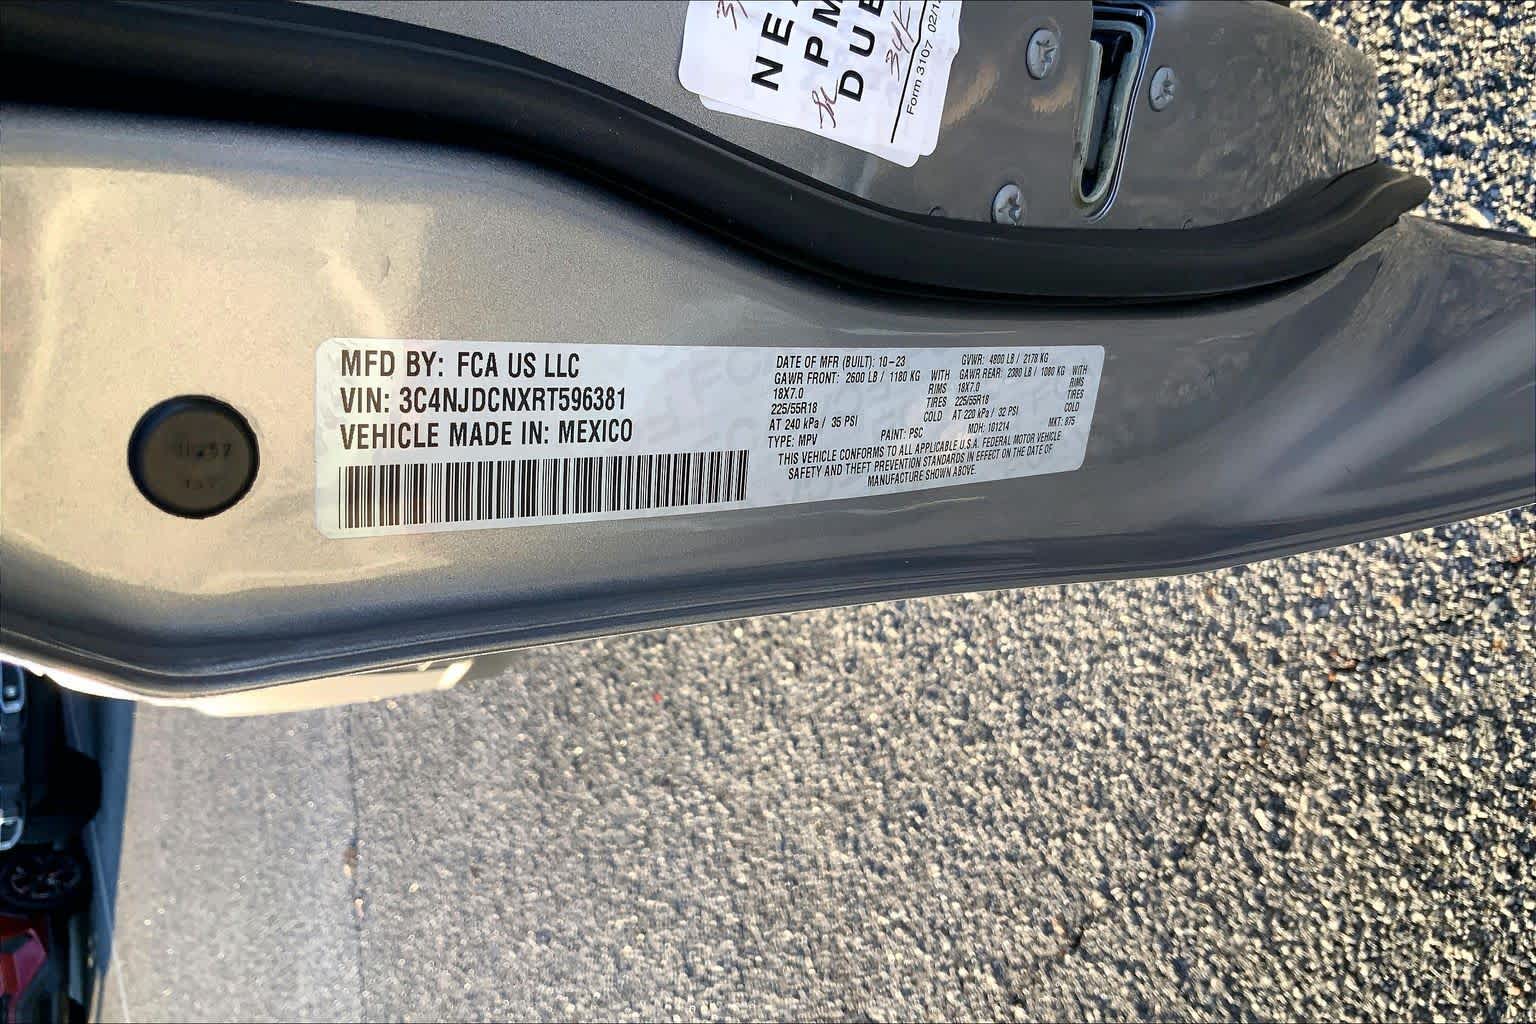 NE
PM
DUE
Form 3107 02/1
MFD BY: FCA US LLC
VIN: 3C4NJDCNXRT596381
VEHICLE MADE IN: MEXICO
DATE OF MFR (BUILT): 10-23 GVWR: 4800 LB / 2178 KG
GAWR FRONT: 2600 LB / 1180 KG WITH GAWR REAR: 2380 LB / 1080 KG WITH
18X7.0 RIMS 18X7.0 RIMS
225/55R18 TIRES 225/55R18 TIRES
AT 240 kPa / 35 PSI COLD AT 220 kPa / 32 PSI COLD
TYPE: MPV PAINT: PSC MDH: 101214 MKT: 875
THIS VEHICLE CONFORMS TO ALL APPLICABLE U.S.A. FEDERAL MOTOR VEHICLE
SAFETY AND THEFT PREVENTION STANDARDS IN EFFECT ON THE DATE OF
MANUFACTURE SHOWN ABOVE.